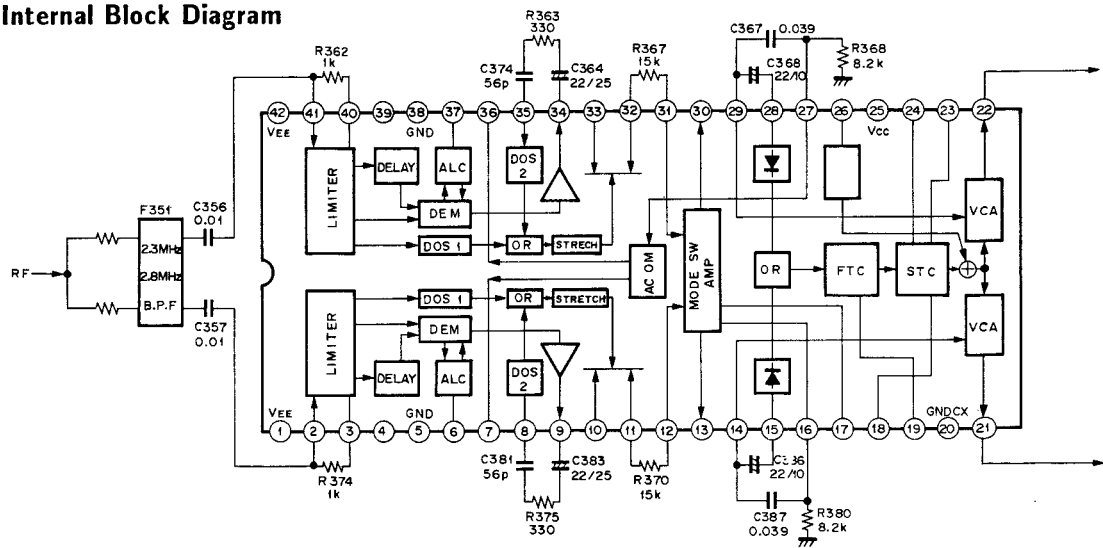 Internal Block Diagram
R363
330
C367
0.039
R362
1k
C374
56p
C364
22/25
R367
15k
C368
22/10
R368
8.2k
42
41
40
39
38
37
36
35
34
33
32
31
30
29
28
27
26
25
24
23
22
VEE
GND
VCC
LIMITER
DELAY
ALC
DEM
DOS 1
DOS
2
OR
STRECH
AC OM
MODE SW
AMP
OR
FTC
STC
VCA
VCA
F351
2.3MHz
2.8MHz
B.P.F
C356
0.01
C357
0.01
RF
LIMITER
DOS 1
DEM
DELAY
ALC
OR
STRETCH
DOS
2
VEE
GND
GNDCX
1
2
3
4
5
6
7
8
9
10
11
12
13
14
15
16
17
18
19
20
21
R374
1k
C381
56p
C383
22/25
R375
330
R370
15k
22/10
C387
0.039
R380
8.2k